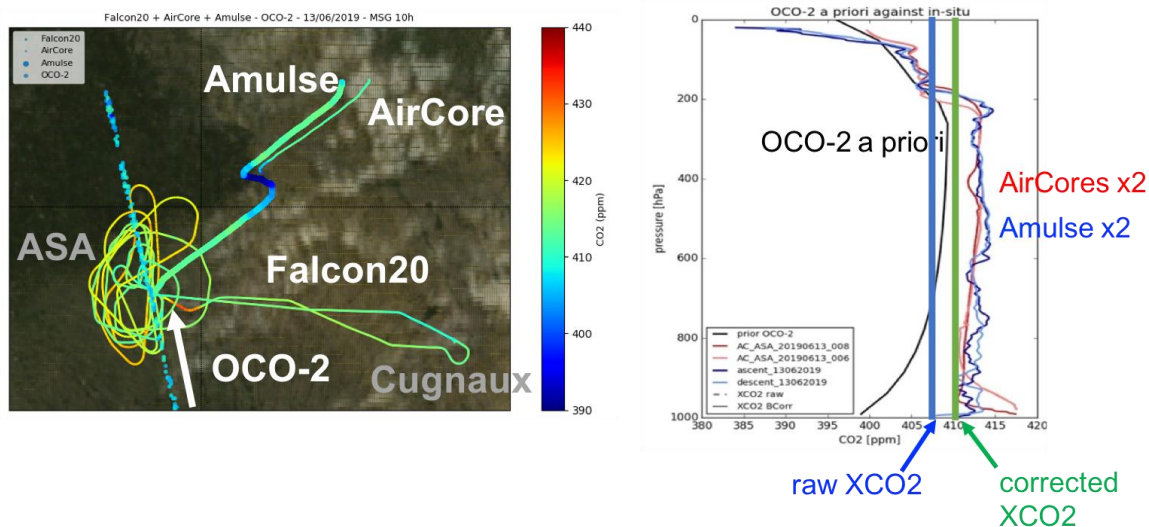 Falcon20 + AirCore + Amulse - OCO-2 - 13/06/2019 - MSG 10h
Falcon20
AirCore
Amulse
OCO-2
Amulse
AirCore
ASA
Falcon20
OCO-2
Cugnaux
440
430
420
410
400
390
CO2 (ppm)
OCO-2 a priori against in-situ
0
200
400
600
800
1000
pressure [hPa]
OCO-2 a priori
AirCores x2
Amulse x2
prior OCO-2
AC_ASA_20190613_008
AC_ASA_20190613_006
ascent_13062019
descent_13062019
XCO2 raw
XCO2 BCorr
380 385 390 395 400 405 410 415 420
CO2 [ppm]
raw XCO2
corrected
XCO2